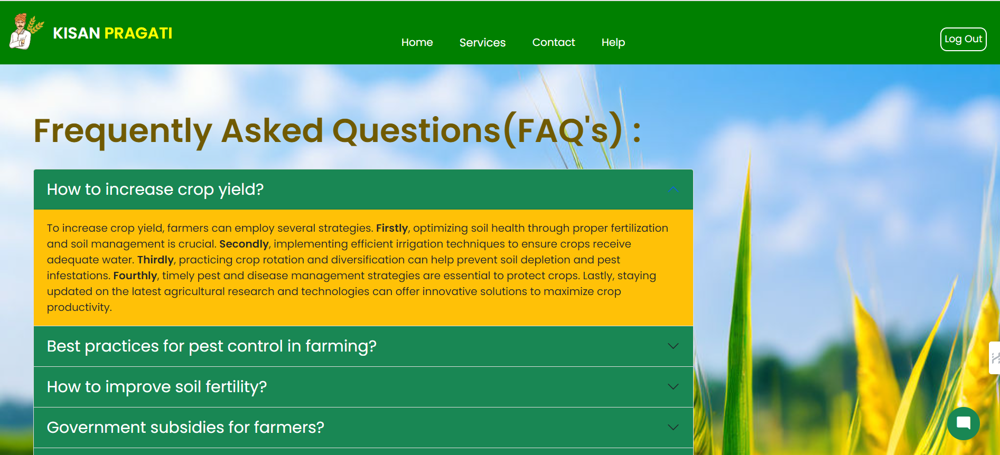 KISAN PRAGATI
Home
Services
Contact
Help
Log Out
Frequently Asked Questions(FAQ's) :
How to increase crop yield?
To increase crop yield, farmers can employ several strategies. Firstly, optimizing soil health through proper fertilization
and soil management is crucial. Secondly, implementing efficient irrigation techniques to ensure crops receive
adequate water. Thirdly, practicing crop rotation and diversification can help prevent soil depletion and pest
infestations. Fourthly, timely pest and disease management strategies are essential to protect crops. Lastly, staying
updated on the latest agricultural research and technologies can offer innovative solutions to maximize crop
productivity.
Best practices for pest control in farming?
How to improve soil fertility?
Government subsidies for farmers?